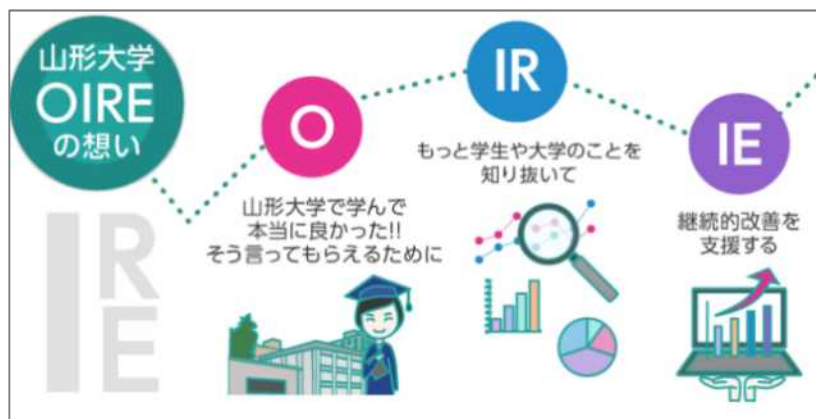 山形大学
OIRE
の想い
O
山形大学で学んで
本当に良かった!!
そう言ってもらえるために
IR
もっと学生や大学のことを
知り抜いて
IE
継続的改善を
支援する
IR
E